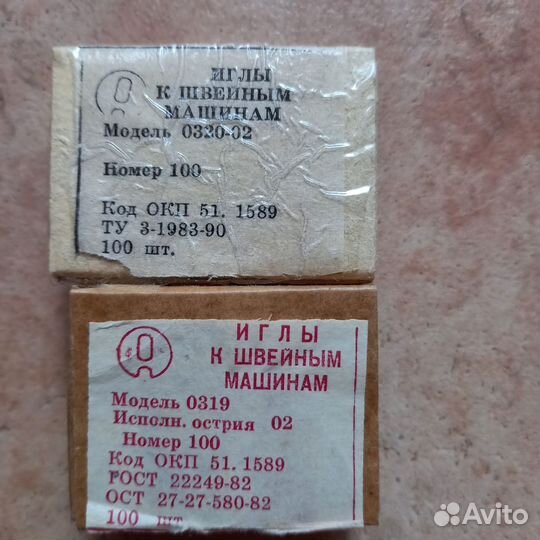 ИГЛЫ
К ШВЕЙНЫМ
МАШИНАМ
Модель 0320-02
Номер 100
Код ОКП 51. 1589
ТУ 3-1983-90
100 шт.
ИГЛЫ
К ШВЕЙНЫМ
МАШИНАМ
Модель 0319
Исполн. острия 02
Номер 100
Код ОКП 51. 1589
ГОСТ 22249-82
ОСТ 27-27-580-82
100 шт
Avito